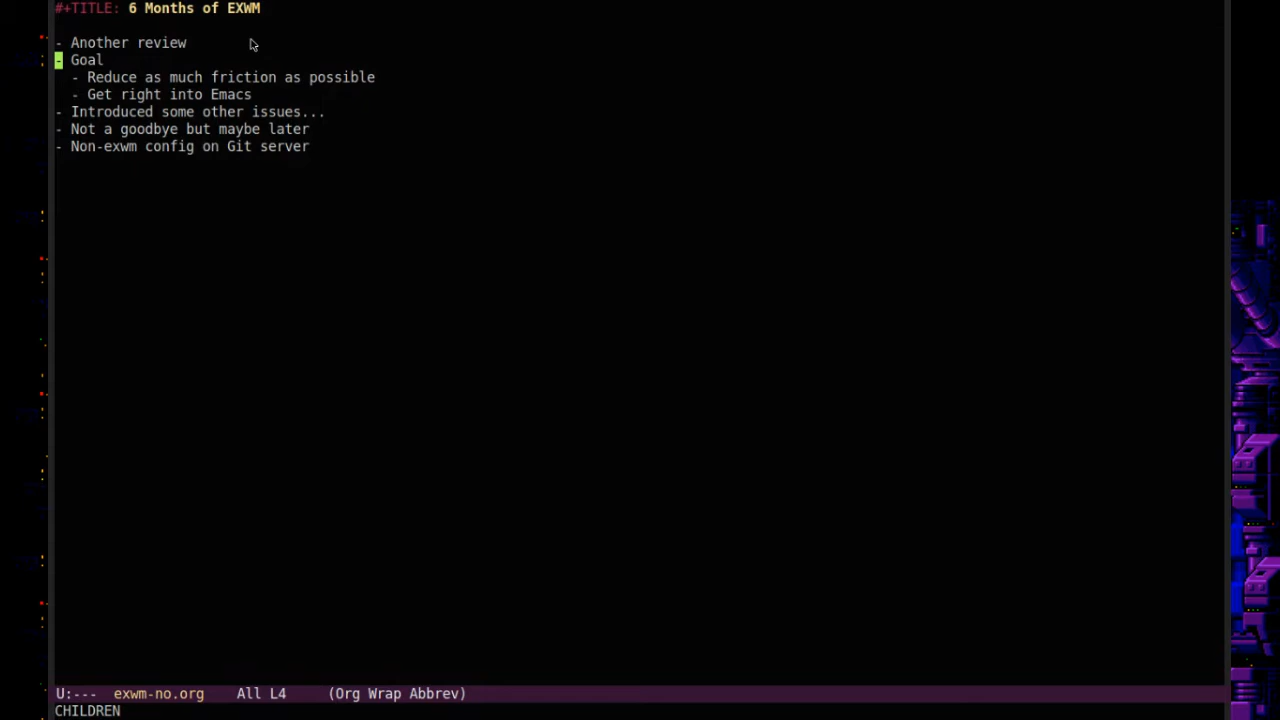 #+TITLE: 6 Months of EXWM
- Another review
- Goal
- Reduce as much friction as possible
- Get right into Emacs
- Introduced some other issues...
- Not a goodbye but maybe later
- Non-exwm config on Git server
U:--- exwm-no.org All L4 (Org Wrap Abbrev)
CHILDREN